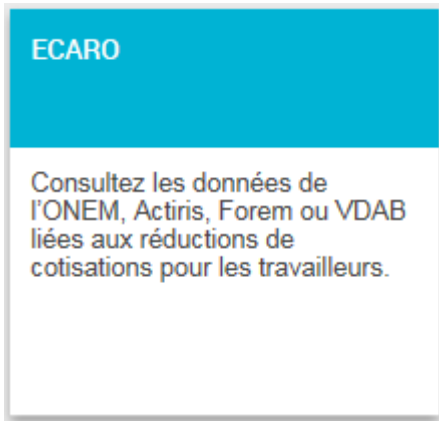 ECARO
Consultez les données de
l'ONEM, Actiris, Forem ou VDAB
liées aux réductions de
cotisations pour les travailleurs.